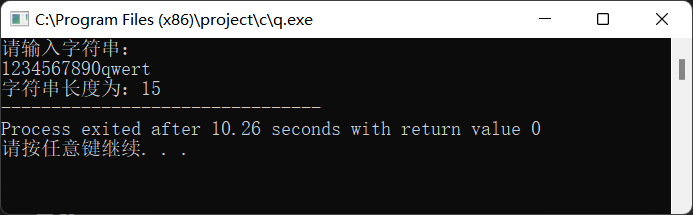 C:\Program Files (x86)\project\c\q.exe
请输入字符串:
1234567890qwert
字符串长度为: 15
--------------------------------
Process exited after 10.26 seconds with return value 0
请按任意键继续. . .